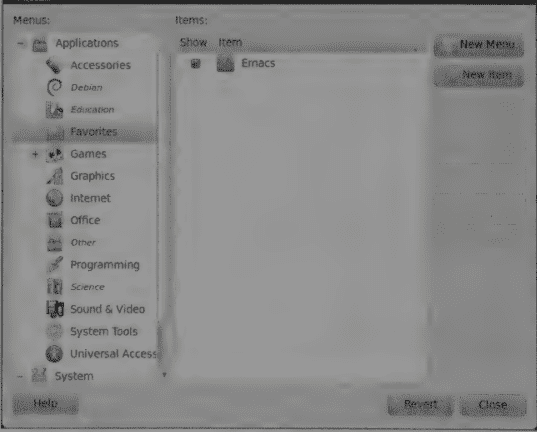 Menus:
Items:
Applications
Accessories
Debian
Education
Favorites
Games
Graphics
Internet
Office
Other
Programming
Science
Sound & Video
System Tools
Universal Access
System
Show Item
Emacs
New Menu
New Item
Help
Revert
Close